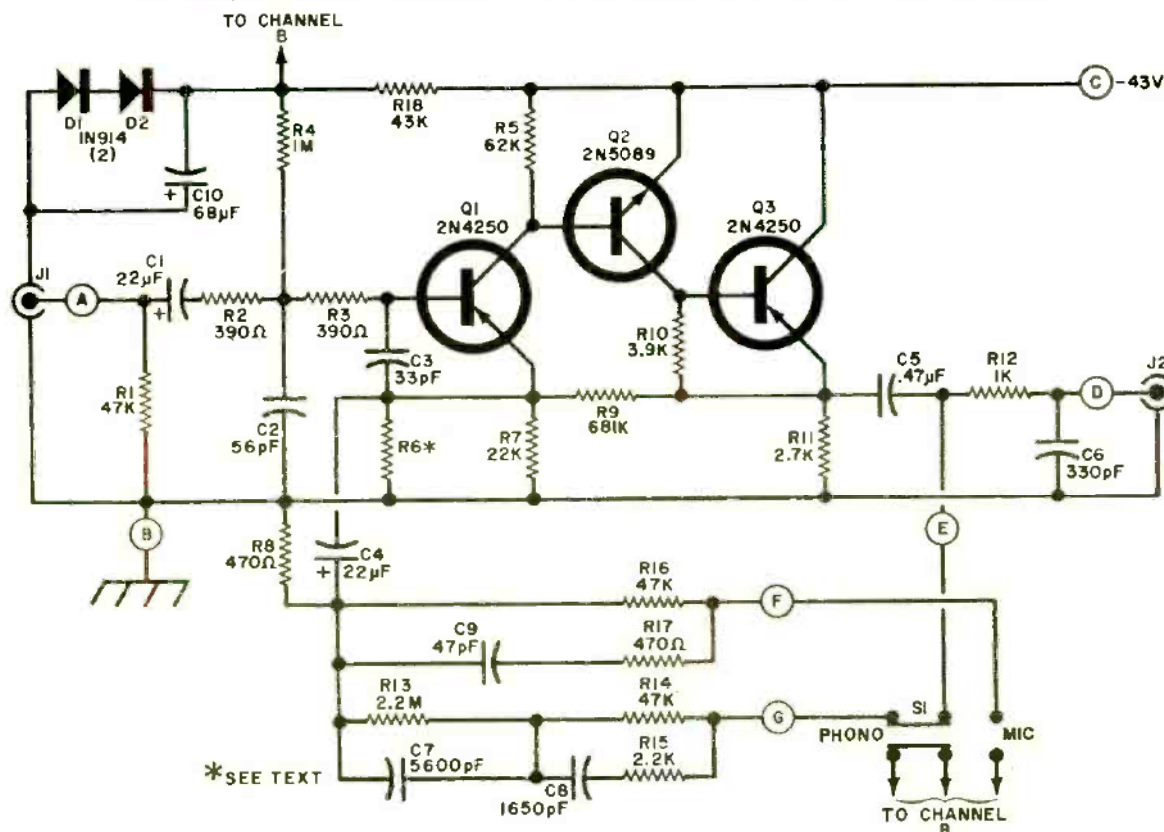 TO CHANNEL
B
D1
D2
1N914
(2)
C10
68µF
+
R4
1M
R18
43K
C
-43V
R5
62K
Q2
2N5089
Q1
2N4250
Q3
2N4250
J1
A
C1
22µF
+
R2
390Ω
R3
390Ω
C3
33pF
R10
3.9K
C5
.47µF
R12
1K
D
J2
R1
47K
C2
56pF
R6*
R7
22K
R9
681K
R11
2.7K
C6
330pF
B
E
R8
470Ω
C4
22µF
+
R16
47K
F
C9
47pF
R17
470Ω
R13
2.2M
R14
47K
G
S1
PHONO
MIC
C7
5600pF
R15
2.2K
C8
1650pF
*SEE TEXT
TO CHANNEL
B